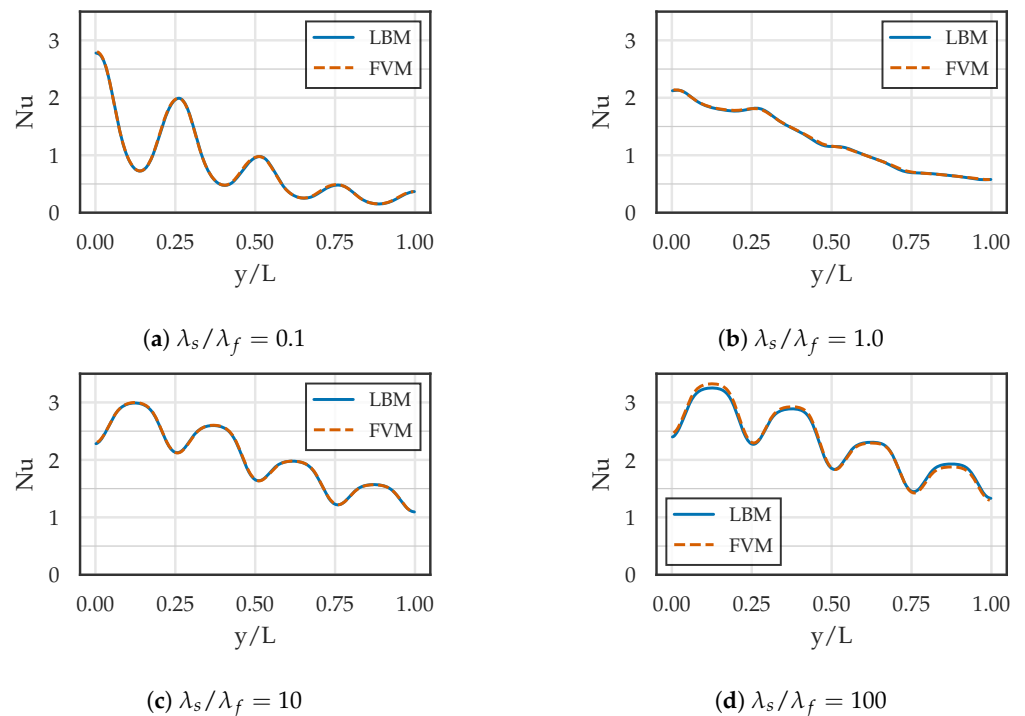 3
2
1
0
Nu
LBM
FVM
0.00 0.25 0.50 0.75 1.00
y/L
(a) λs/λf = 0.1
3
2
1
0
Nu
LBM
FVM
0.00 0.25 0.50 0.75 1.00
y/L
(b) λs/λf = 1.0
3
2
1
0
Nu
LBM
FVM
0.00 0.25 0.50 0.75 1.00
y/L
(c) λs/λf = 10
3
2
1
0
Nu
LBM
FVM
0.00 0.25 0.50 0.75 1.00
y/L
(d) λs/λf = 100